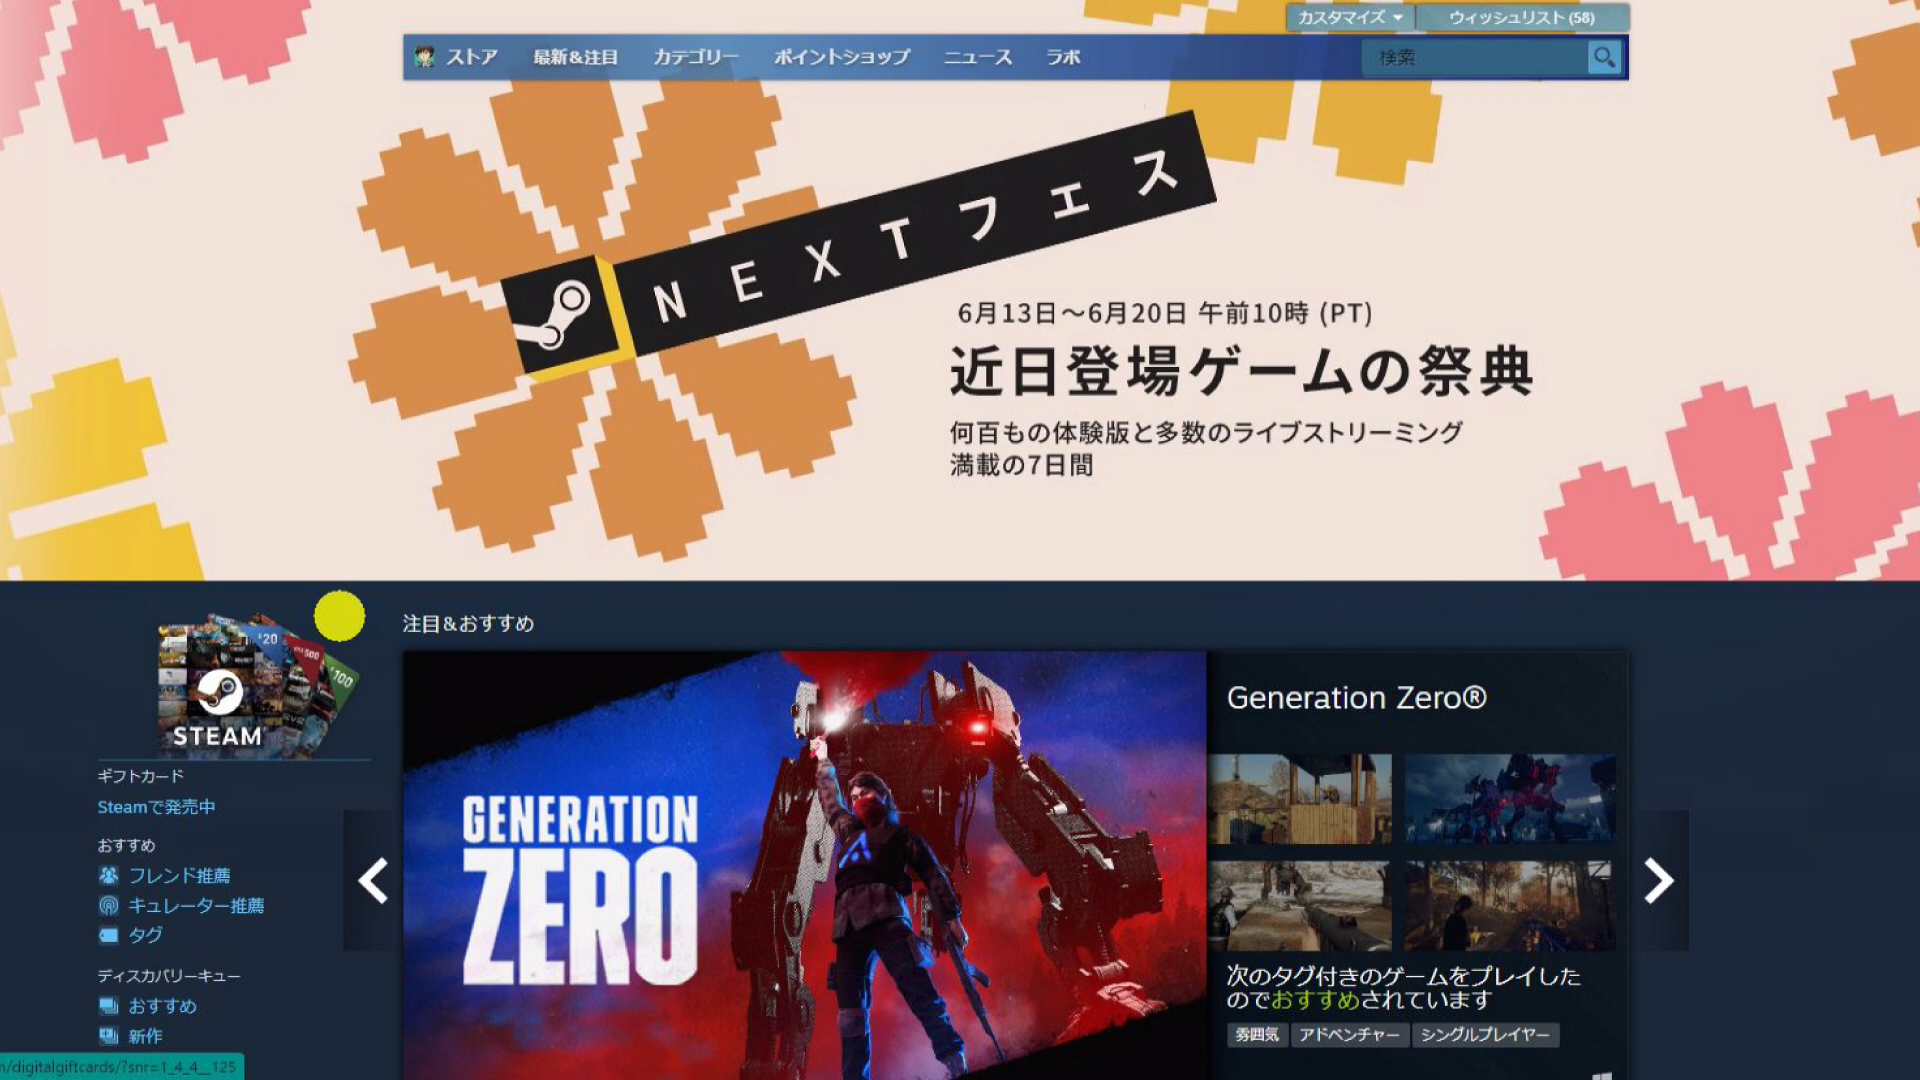 カスタマイズ
ウィッシュリスト (58)
ストア
最新&注目
カテゴリー
ポイントショップ
ニュース
ラボ
検索
NEXTフェス
6月13日～6月20日 午前10時 (PT)
近日登場ゲームの祭典
何百もの体験版と多数のライブストリーミング
満載の7日間
$20
100
STEAM
ギフトカード
Steamで発売中
おすすめ
フレンド推薦
キュレーター推薦
タグ
ディスカバリーキュー
おすすめ
新作
注目&おすすめ
GENERATION
ZERO
Generation Zero®
次のタグ付きのゲームをプレイした
のでおすすめされています
雰囲気
アドベンチャー
シングルプレイヤー
/digitalgiftcards/?snr=1_4_4__125